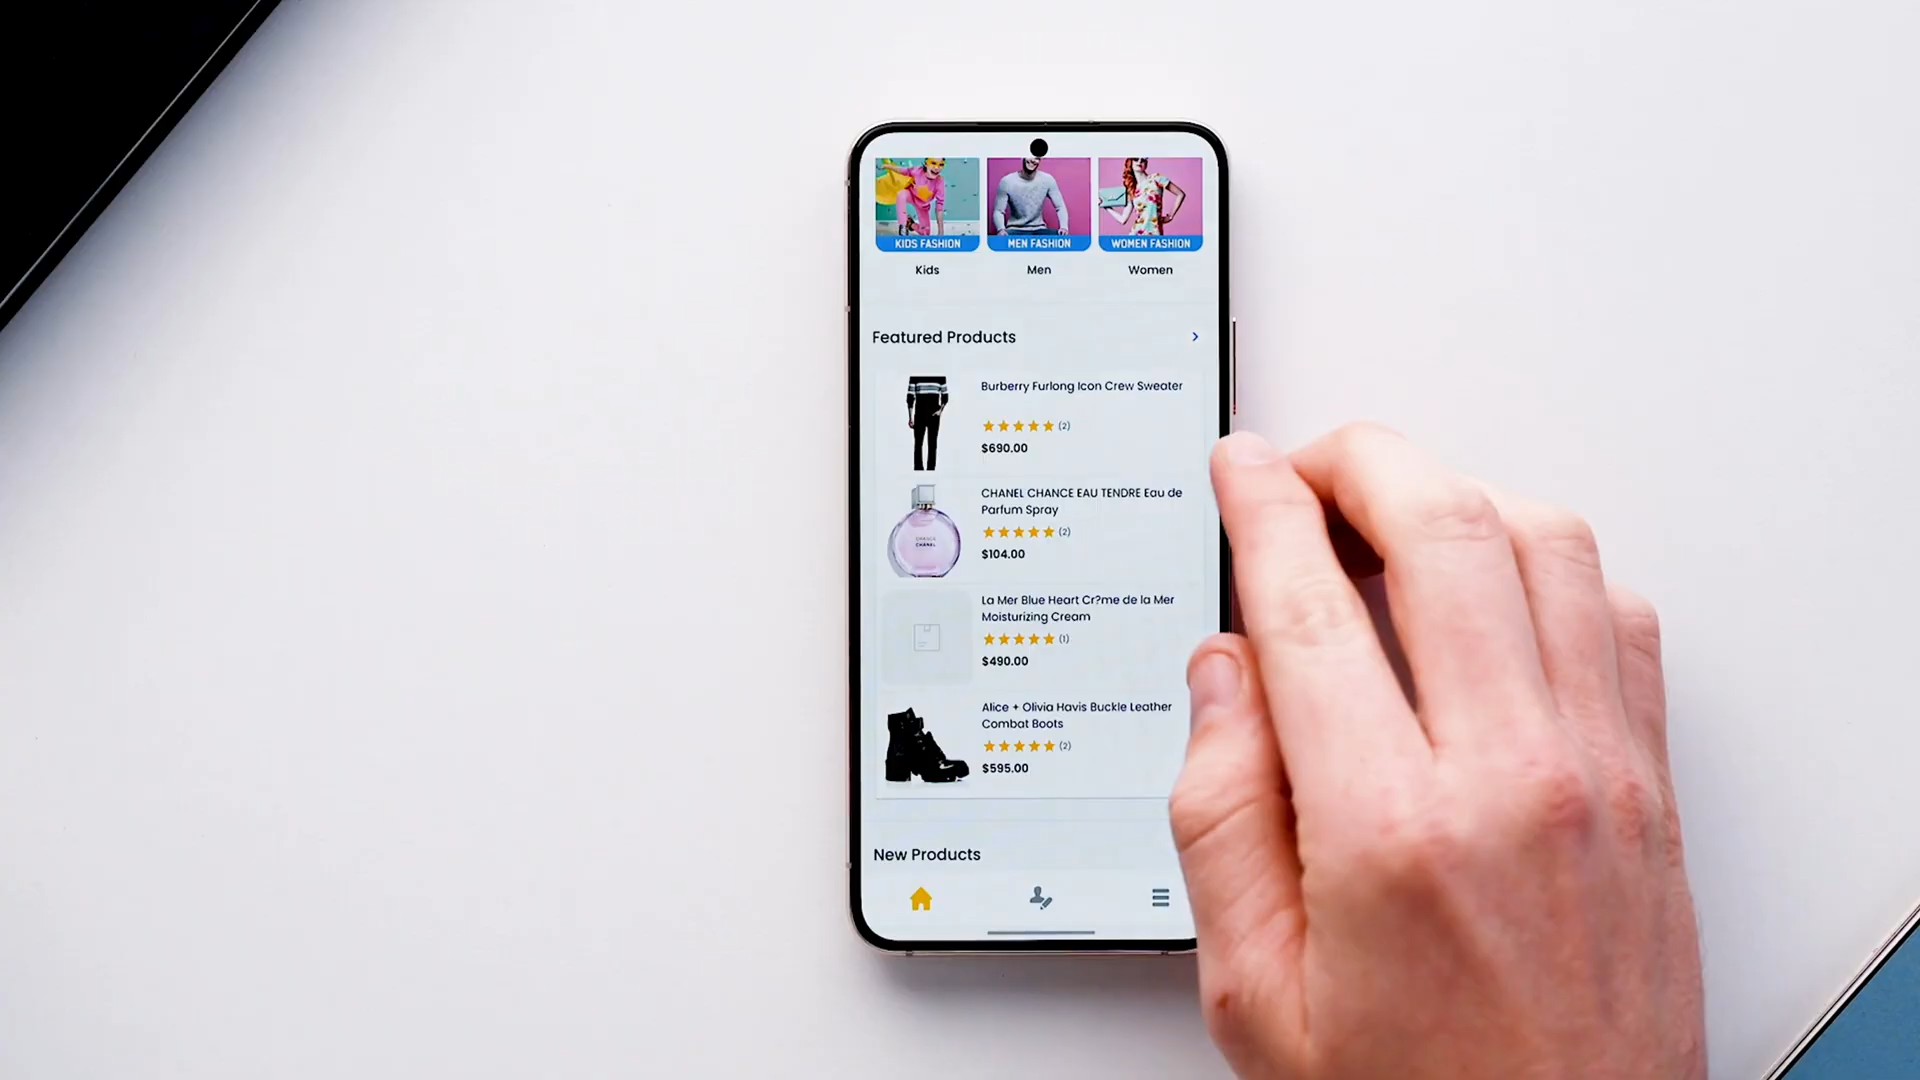 KIDS FASHION
MEN FASHION
WOMEN FASHION
Kids
Men
Women
Featured Products
Burberry Furlong Icon Crew Sweater
(2)
$690.00
CHANEL CHANCE EAU TENDRE Eau de
Parfum Spray
(2)
$104.00
CHANCE
CHANEL
La Mer Blue Heart Cr?me de la Mer
Moisturizing Cream
(1)
$490.00
Alice + Olivia Havis Buckle Leather
Combat Boots
(2)
$595.00
New Products